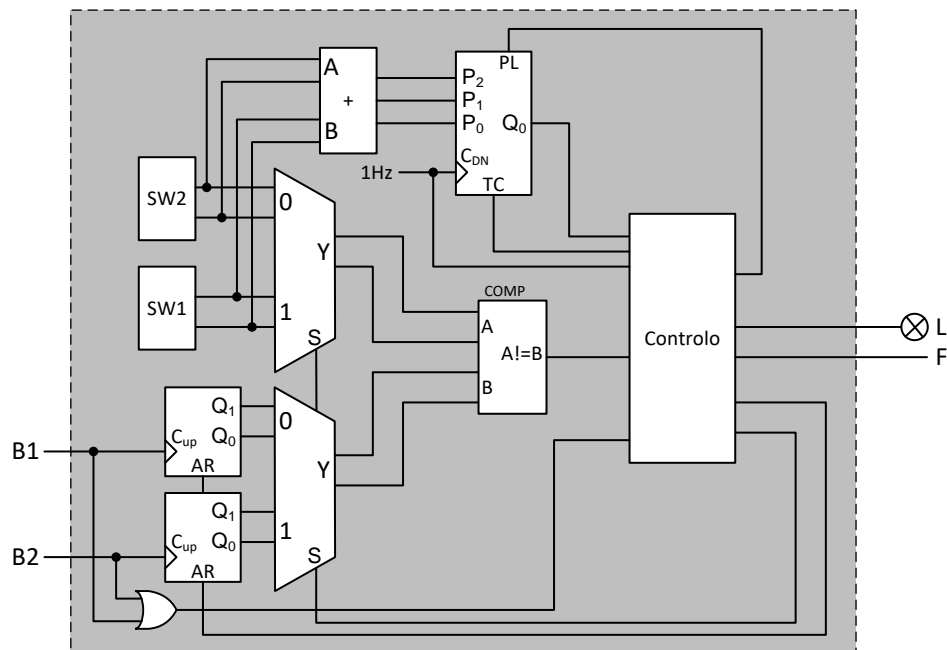 A
+
B
PL
P2
P1
P0
Q0
CDN
TC
1Hz
SW2
0
Y
SW1
1
S
COMP
A
A!=B
B
Controlo
L
F
B1
Q1
Cup
Q0
AR
0
Y
B2
Q1
Cup
Q0
AR
1
S